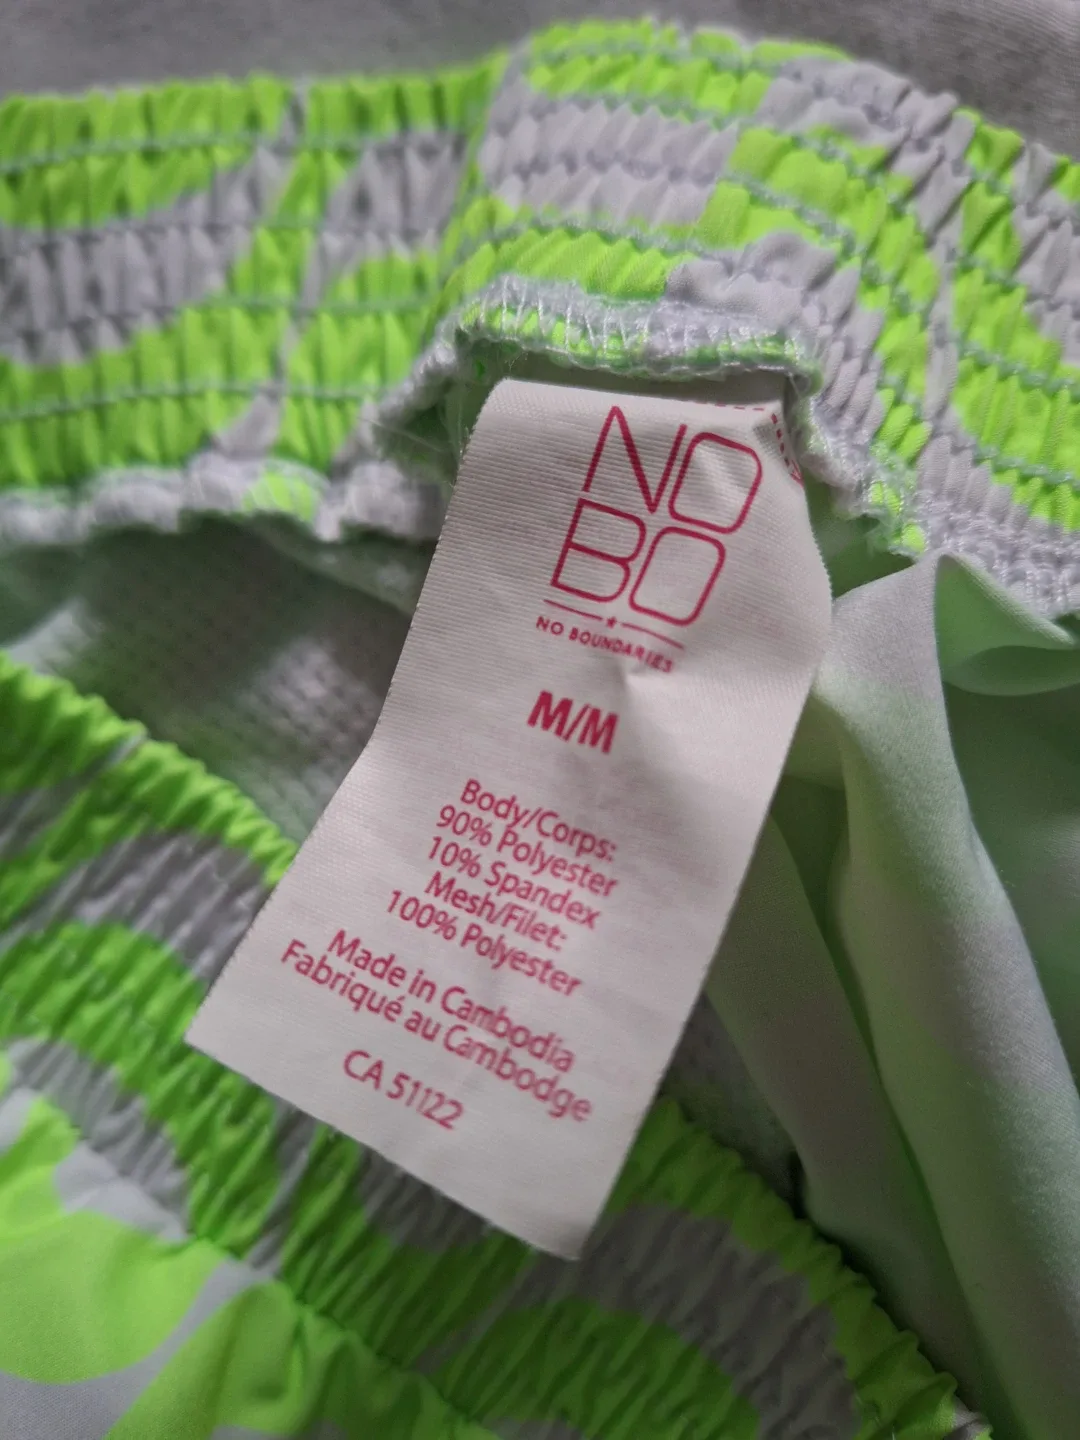 NO
BO
NO BOUNDARIES
M/M
Body/Corps:
90% Polyester
10% Spandex
Mesh/Filet:
100% Polyester
Made in Cambodia
Fabriqué au Cambodge
CA 51122